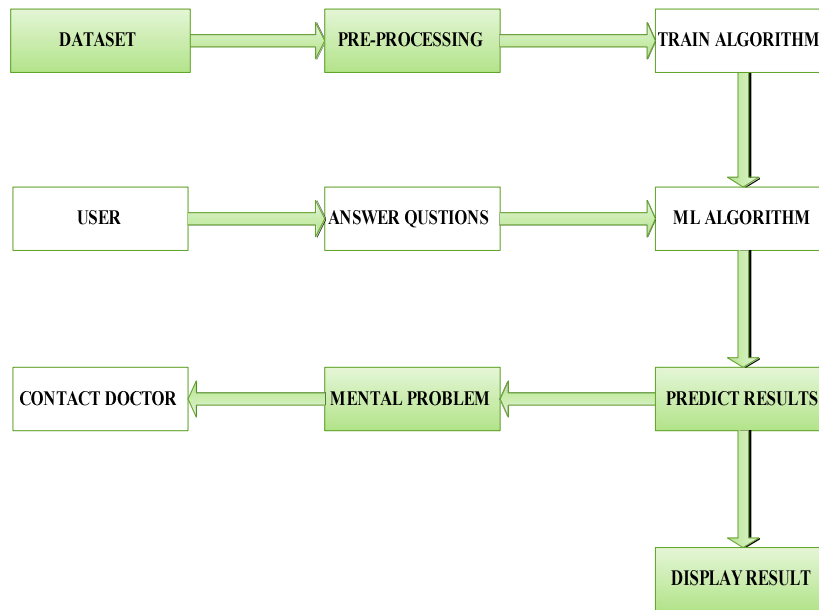 DATASET
PRE-PROCESSING
TRAIN ALGORITHM
USER
ANSWER QUSTIONS
ML ALGORITHM
CONTACT DOCTOR
MENTAL PROBLEM
PREDICT RESULTS
DISPLAY RESULT